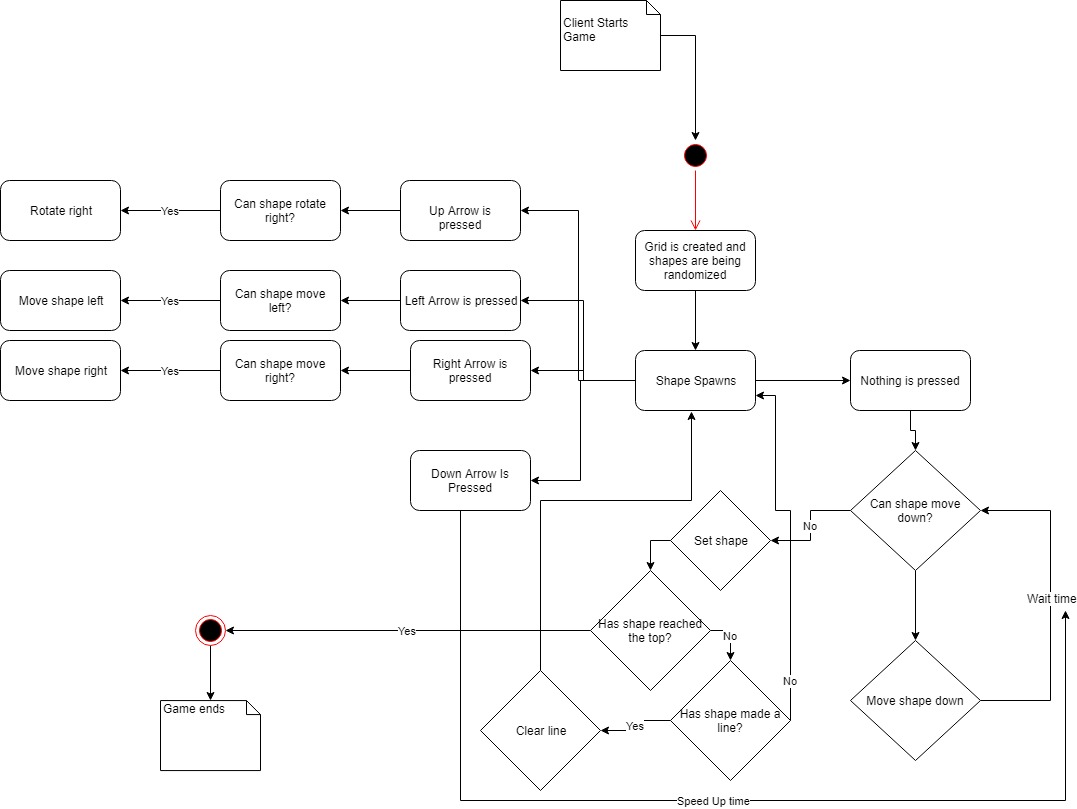 Client Starts
Game
Grid is created and
shapes are being
randomized
Rotate right
Yes
Can shape rotate
right?
Up Arrow is
pressed
Move shape left
Yes
Can shape move
left?
Left Arrow is pressed
Move shape right
Yes
Can shape move
right?
Right Arrow is
pressed
Shape Spawns
Nothing is pressed
Down Arrow Is
Pressed
Can shape move
down?
No
Set shape
Wait time
Has shape reached
the top?
Yes
No
No
Move shape down
Game ends
Clear line
Yes
Has shape made a
line?
Speed Up time